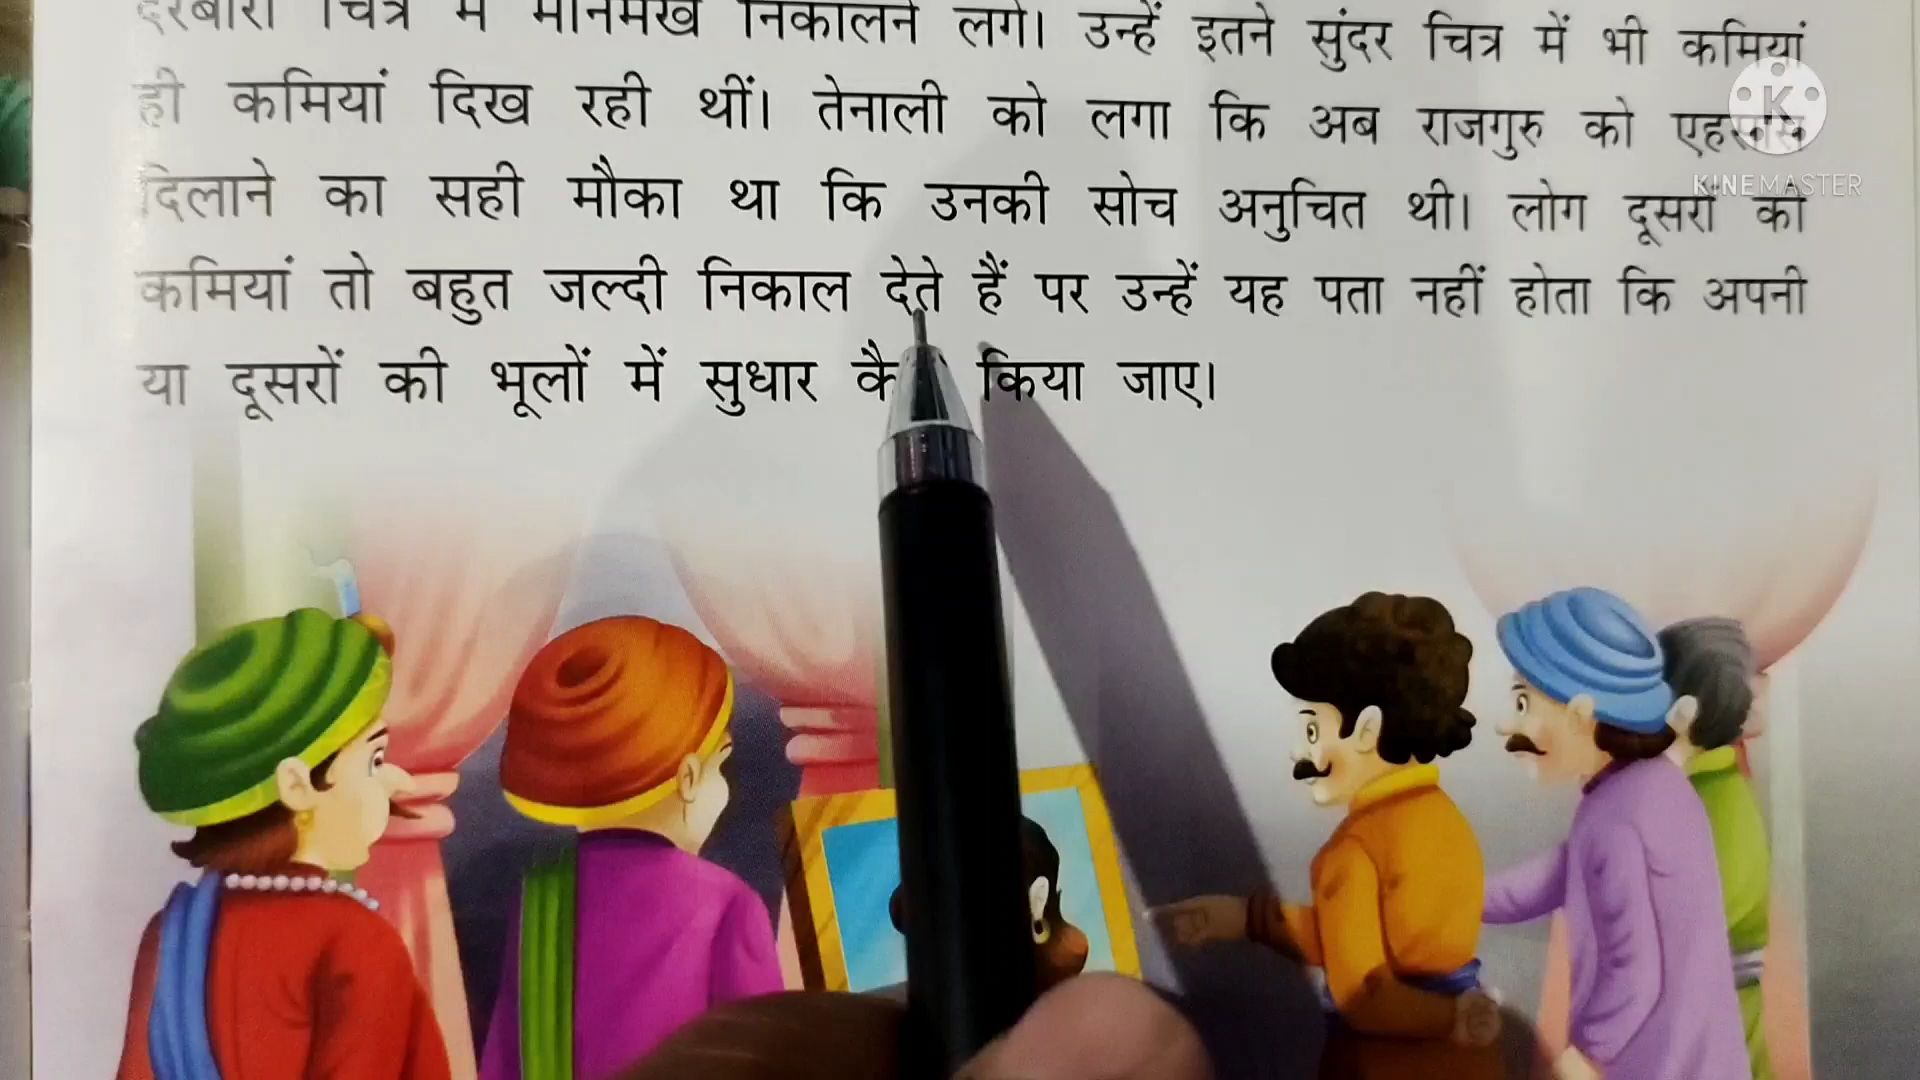 दरबारी चित्र में मीनमेख निकालने लगे। उन्हें इतने सुंदर चित्र में भी कमियां
ही कमियां दिख रही थीं। तेनाली को लगा कि अब राजगुरु को एहसास
दिलाने का सही मौका था कि उनकी सोच अनुचित थी। लोग दूसरों की
कमियां तो बहुत जल्दी निकाल देते हैं पर उन्हें यह पता नहीं होता कि अपनी
या दूसरों की भूलों में सुधार किया जाए।
K
KINEMASTER